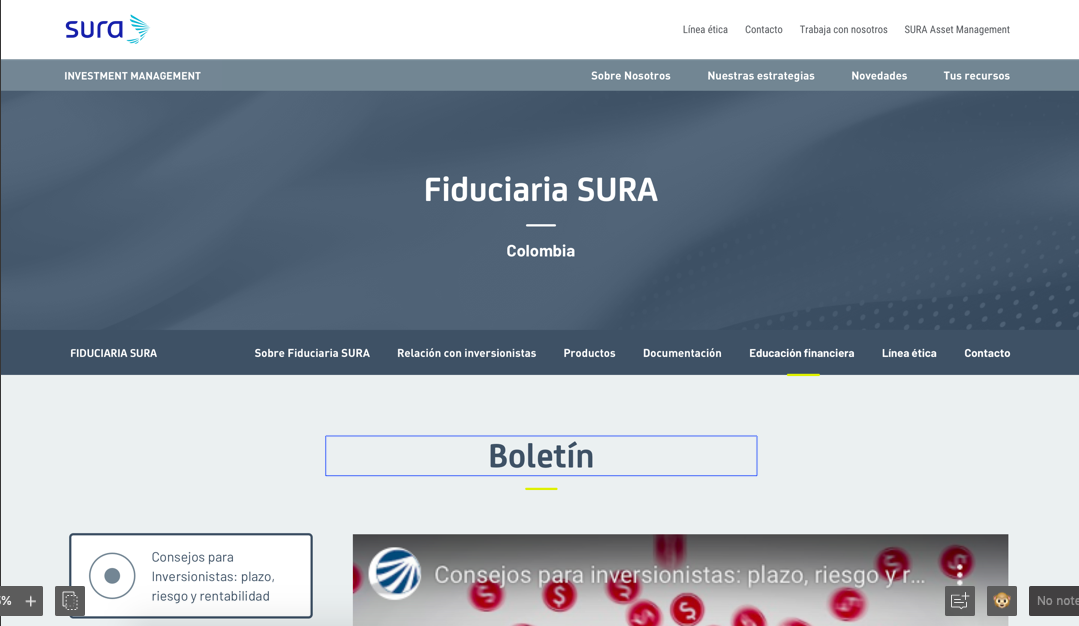 sura
Línea ética Contacto Trabaja con nosotros SURA Asset Management
INVESTMENT MANAGEMENT Sobre Nosotros Nuestras estrategias Novedades Tus recursos
Fiduciaria SURA
Colombia
FIDUCIARIA SURA Sobre Fiduciaria SURA Relación con inversionistas Productos Documentación Educación financiera Línea ética Contacto
Boletín
Consejos para
Inversionistas: plazo,
riesgo y rentabilidad
Consejos para inversionistas: plazo, riesgo y r...
% +
No note